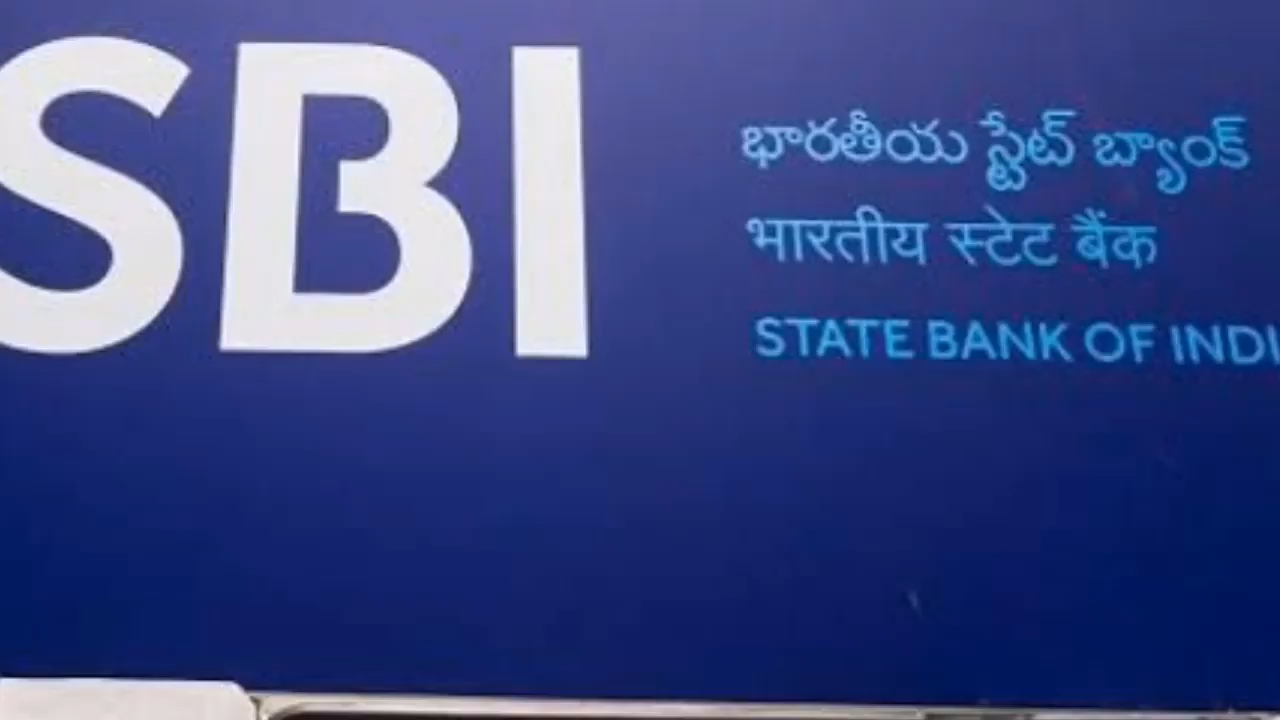 SBI
భారతీయ స్టేట్ బ్యాంక్
भारतीय स्टेट बैंक
STATE BANK OF INDI